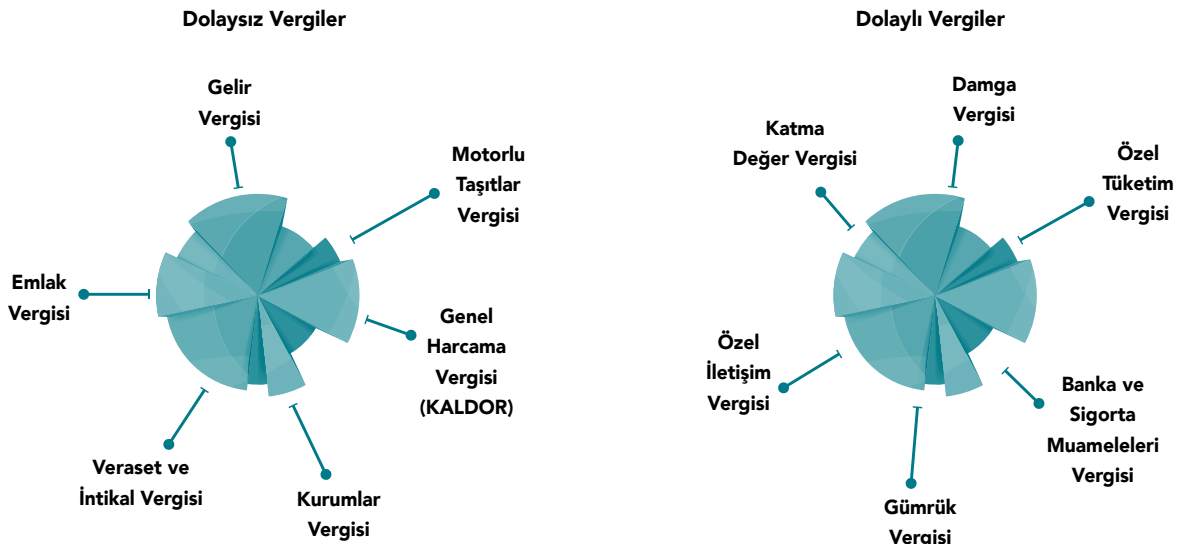 Dolaysız Vergiler
Gelir
Vergisi
Motorlu
Taşıtlar
Vergisi
Genel
Harcama
Vergisi
(KALDOR)
Kurumlar
Vergisi
Veraset ve
İntikal Vergisi
Emlak
Vergisi
Dolaylı Vergiler
Damga
Vergisi
Katma
Değer Vergisi
Özel
Tüketim
Vergisi
Banka ve
Sigorta
Muameleleri
Vergisi
Gümrük
Vergisi
Özel
İletişim
Vergisi